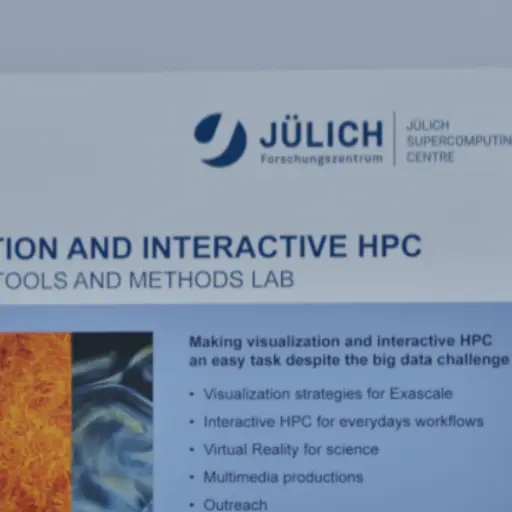 JÜLICH
Forschungszentrum
JÜLICH
SUPERCOMPUTIN
CENTRE
TION AND INTERACTIVE HPC
TOOLS AND METHODS LAB
Making visualization and interactive HPC
an easy task despite the big data challenge
• Visualization strategies for Exascale
• Interactive HPC for everydays workflows
• Virtual Reality for science
• Multimedia productions
• Outreach